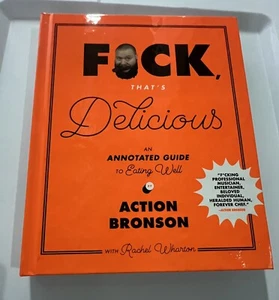 F CK,
THAT'S
Delicious
AN
ANNOTATED GUIDE
TO Eating Well
ACTION
BRONSON
WITH Rachel Wharton
"F*CKING
PROFESSIONAL
MUSICIAN,
ENTERTAINER,
BELOVED
INDIVIDUAL,
HERALDED HUMAN,
FOREVER CHEF."